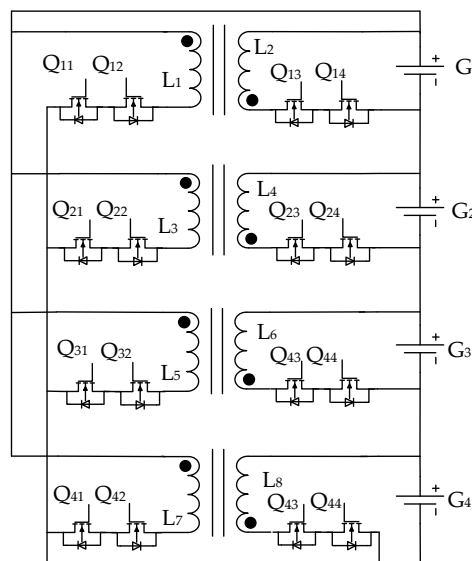 Q11 Q12 L1 L2 Q13 Q14 + - G
Q21 Q22 L3 L4 Q23 Q24 + - G2
Q31 Q32 L5 L6 Q43 Q44 + - G3
Q41 Q42 L7 L8 Q43 Q44 + - G4